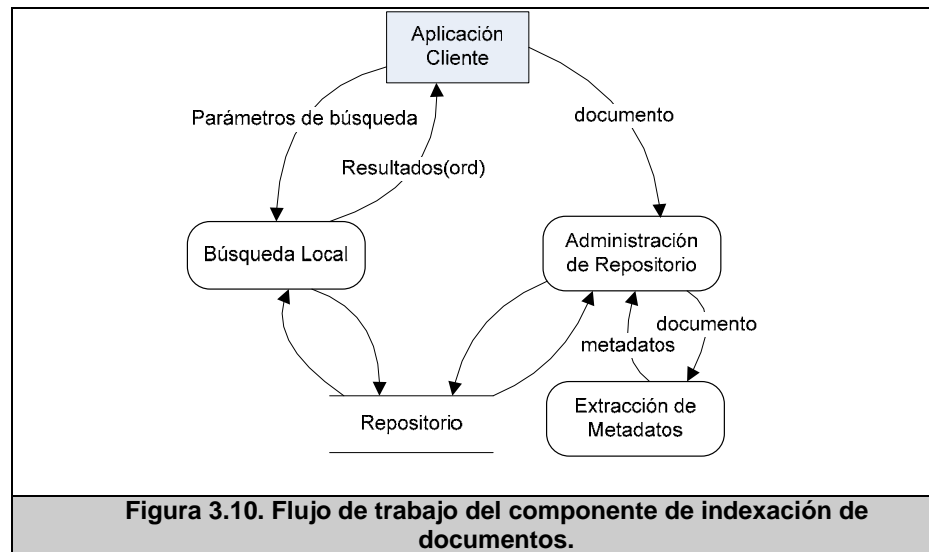 Aplicación
Cliente
Parámetros de búsqueda
documento
Resultados(ord)
Búsqueda Local
Administración
de Repositorio
documento
metadatos
Repositorio
Extracción de
Metadatos
Figura 3.10. Flujo de trabajo del componente de indexación de
documentos.